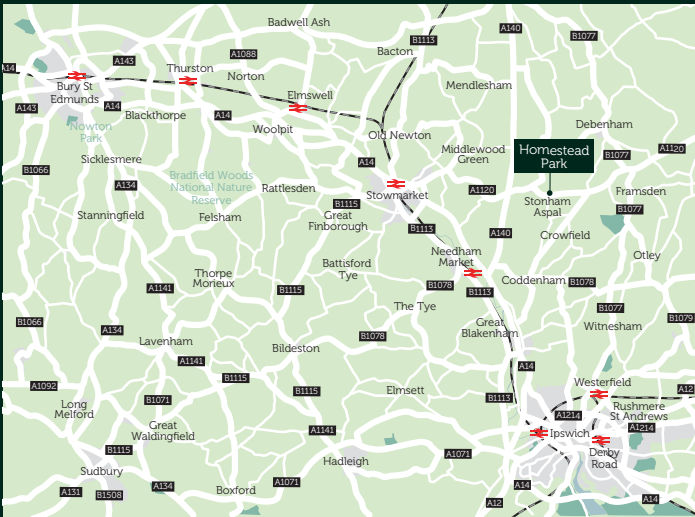 Badwell Ash
A140
B1077
B1113
A143
A1088
Bacton
A14
Thurston
Norton
Mendlesham
Bury St
Edmunds
Elmswell
A143
A14
Blackthorpe
A14
Woolpit
Old Newton
Debenham
Nowton
Park
Homestead
Park
Middlewood
Green
A1120
B1077
Sicklesmere
A14
B1066
Bradfield Woods
National Nature
Reserve
A134
Rattlesden
Stowmarket
A1120
Framsden
Stonham
Aspal
B1115
B1077
Stanningfield
Felsham
Great
Finborough
B1113
A140
Crowfield
Needham
Market
Otley
Battisford
Tye
Thorpe
Morieux
Coddenham
B1078
A1141
B1115
B1078
B1113
The Tye
B1077
B1066
A134
Great
Blakenham
Witnesham
B1079
B1078
Lavenham
Bildeston
A1141
A14
B1115
Westerfield
A1092
B1115
Elmsett
A12
B1071
B1113
Long
Melford
Rushmere
St Andrews
A1214
Great
Waldingfield
A1141
A1214
Ipswich
B1115
A1071
Derby
Road
Hadleigh
Sudbury
A131
B1508
A134
Boxford
A1071
A14
A12
A14